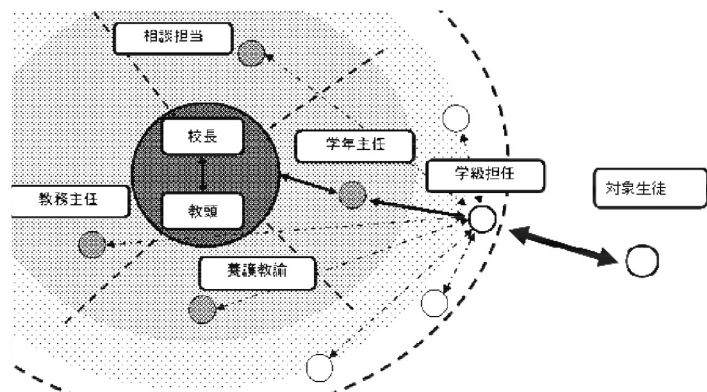 相談担当
校長
学年主任
学級担任
対象生徒
教務主任
教頭
養護教諭